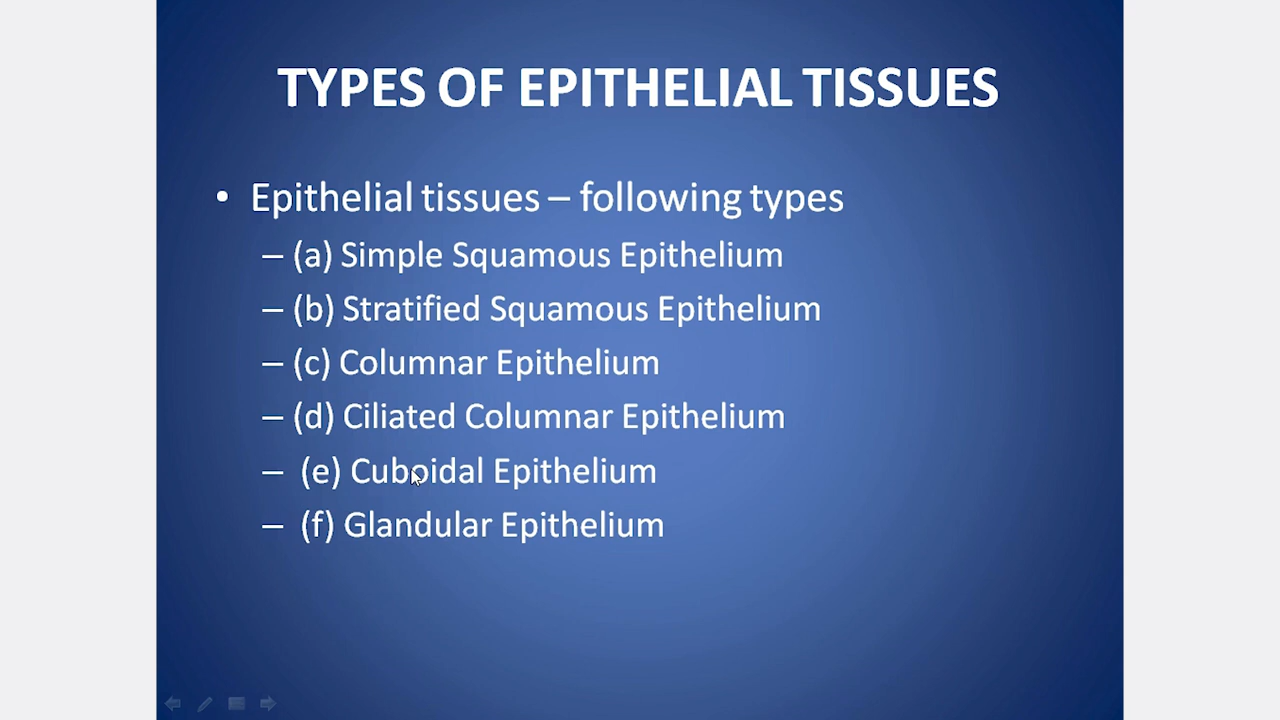 TYPES OF EPITHELIAL TISSUES
• Epithelial tissues – following types
– (a) Simple Squamous Epithelium
– (b) Stratified Squamous Epithelium
– (c) Columnar Epithelium
– (d) Ciliated Columnar Epithelium
– (e) Cuboidal Epithelium
– (f) Glandular Epithelium